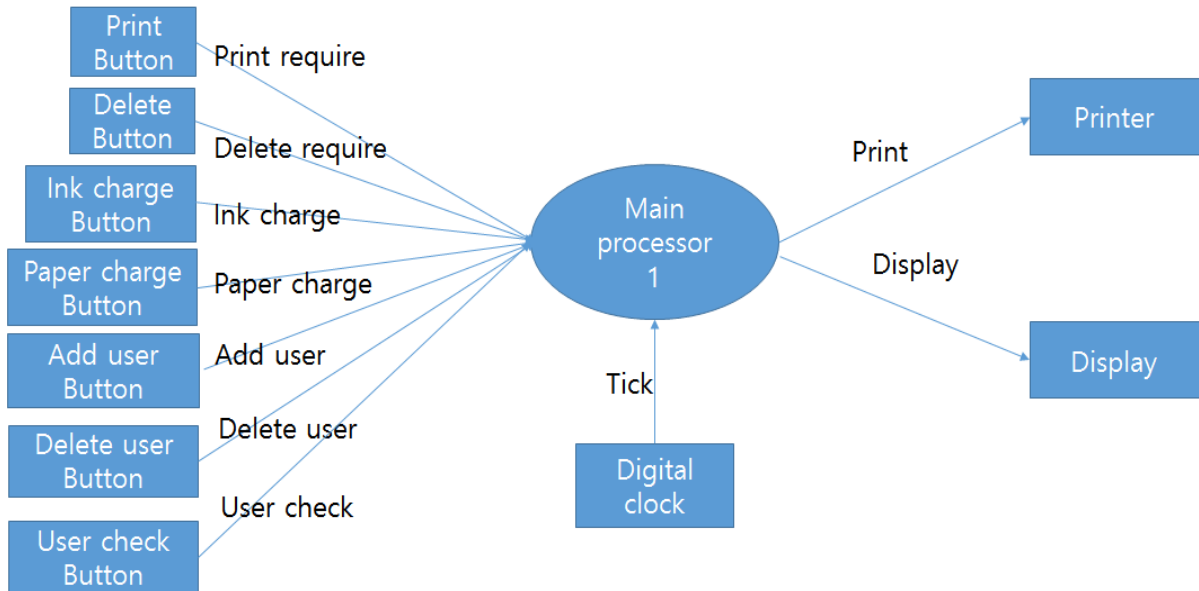 Print
Button
Print require
Delete
Button
Delete require
Ink charge
Button
Ink charge
Paper charge
Button
Paper charge
Add user
Button
Add user
Delete user
Button
Delete user
User check
Button
User check
Main
processor
1
Tick
Digital
clock
Print
Printer
Display
Display